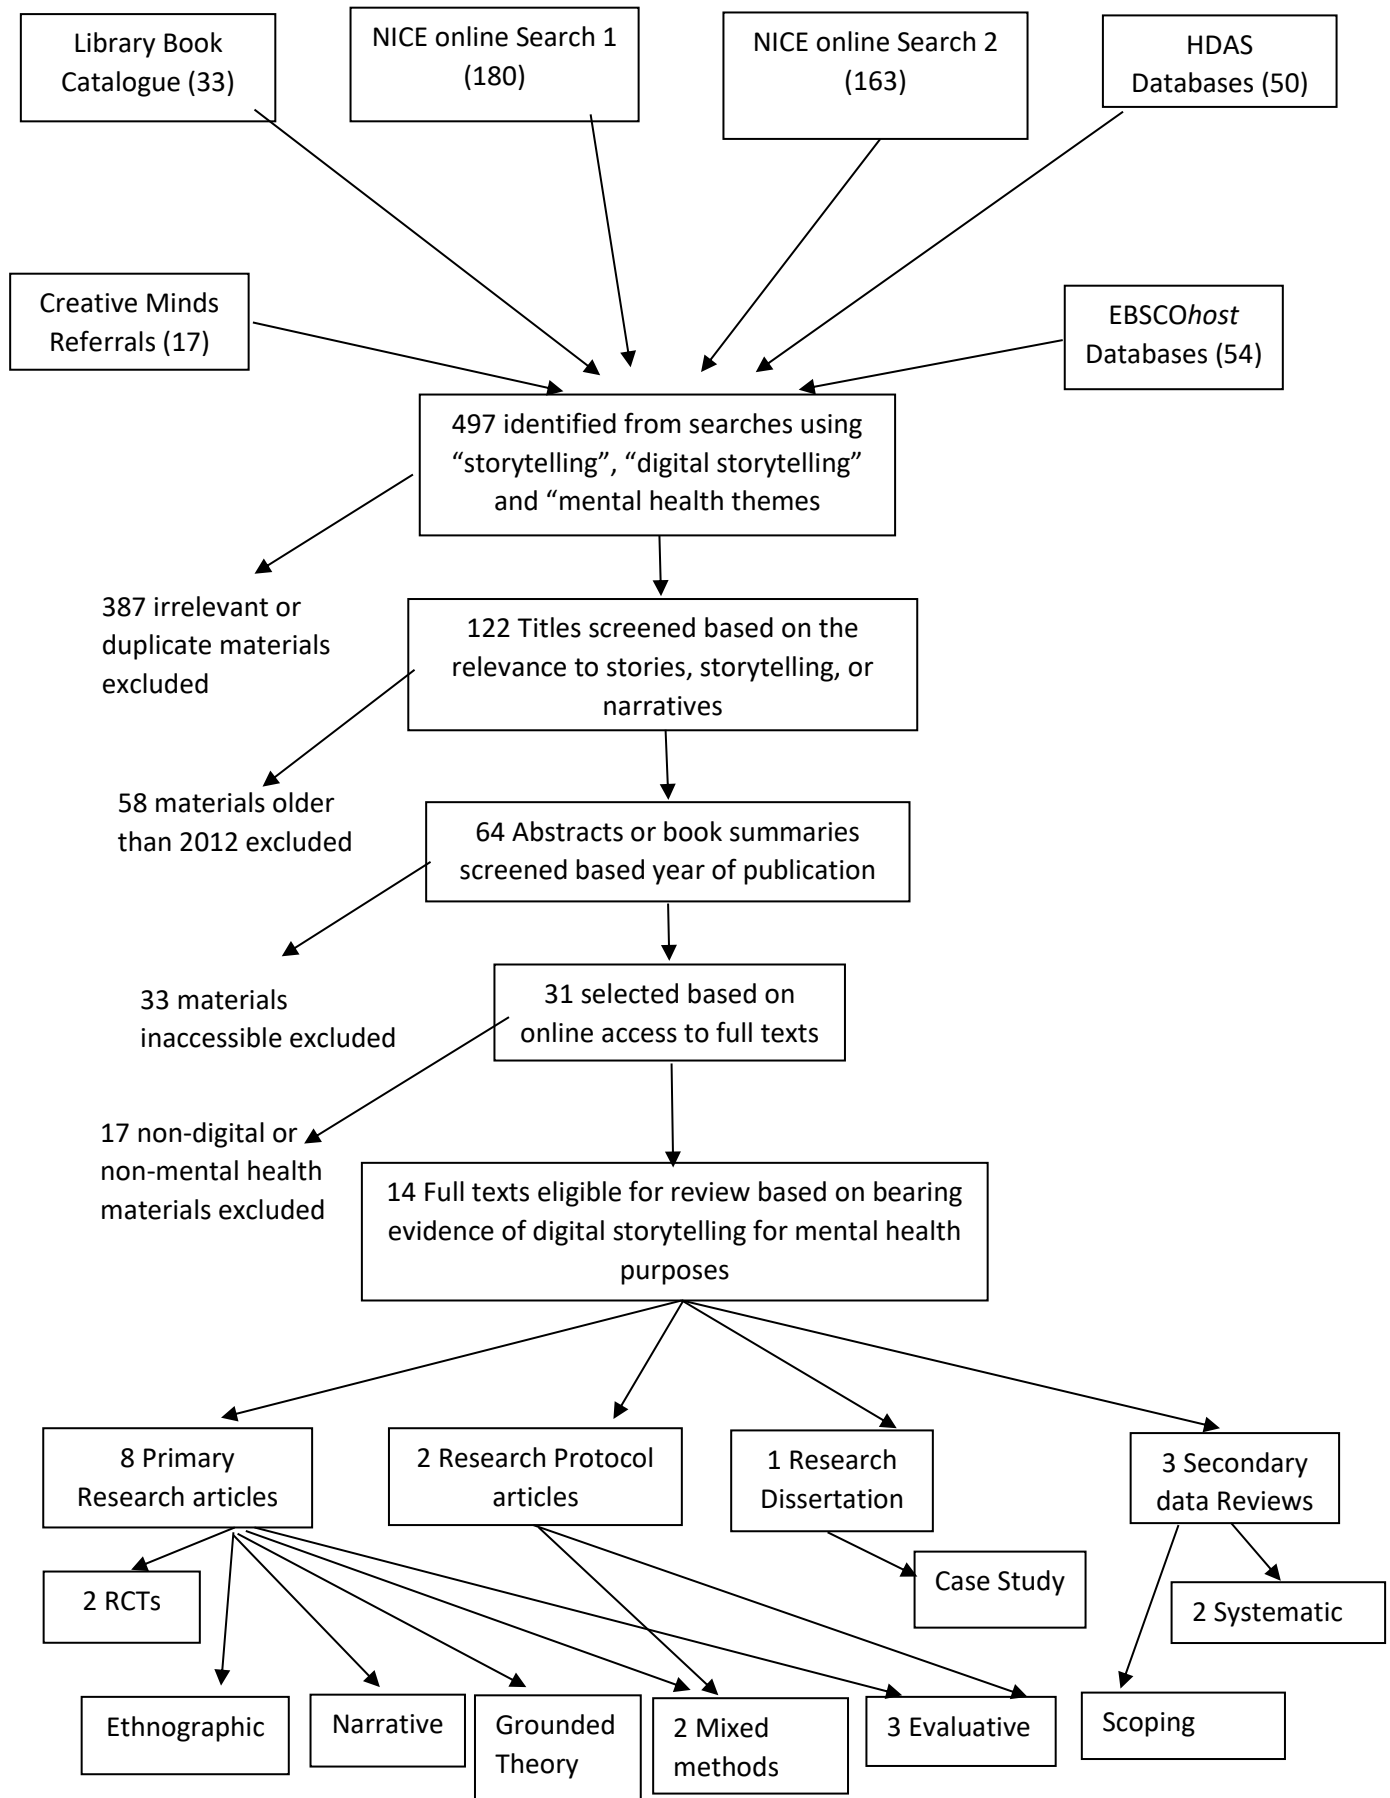 Library Book
Catalogue (33)
NICE online Search 1
(180)
NICE online Search 2
(163)
HDAS
Databases (50)
Creative Minds
Referrals (17)
EBSCOhost
Databases (54)
497 identified from searches using
“storytelling”, “digital storytelling”
and “mental health themes
387 irrelevant or
duplicate materials
excluded
122 Titles screened based on the
relevance to stories, storytelling, or
narratives
58 materials older
than 2012 excluded
64 Abstracts or book summaries
screened based year of publication
33 materials
inaccessible excluded
31 selected based on
online access to full texts
17 non-digital or
non-mental health
materials excluded
14 Full texts eligible for review based on bearing
evidence of digital storytelling for mental health
purposes
8 Primary
Research articles
2 Research Protocol
articles
1 Research
Dissertation
3 Secondary
data Reviews
2 RCTs
Case Study
2 Systematic
Ethnographic
Narrative
Grounded
Theory
2 Mixed
methods
3 Evaluative
Scoping